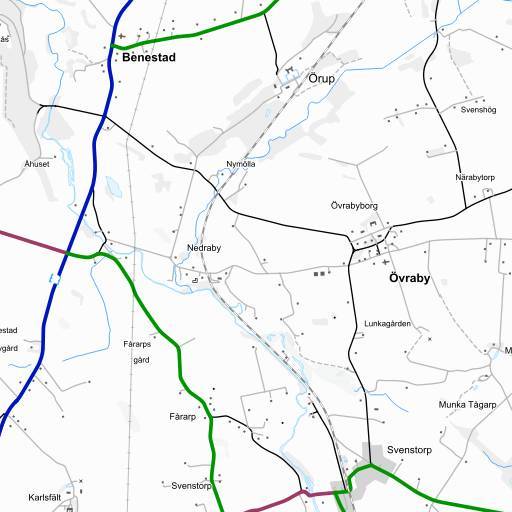 Benestad
Örup
Svenshög
Åhuset
Nymölla
Närabytorp
Övrabyborg
Nedraby
Övraby
Lunkagården
Fårarps
gård
Munka Tågarp
Fårarp
Svenstorp
Svenstorp
Karlsfält